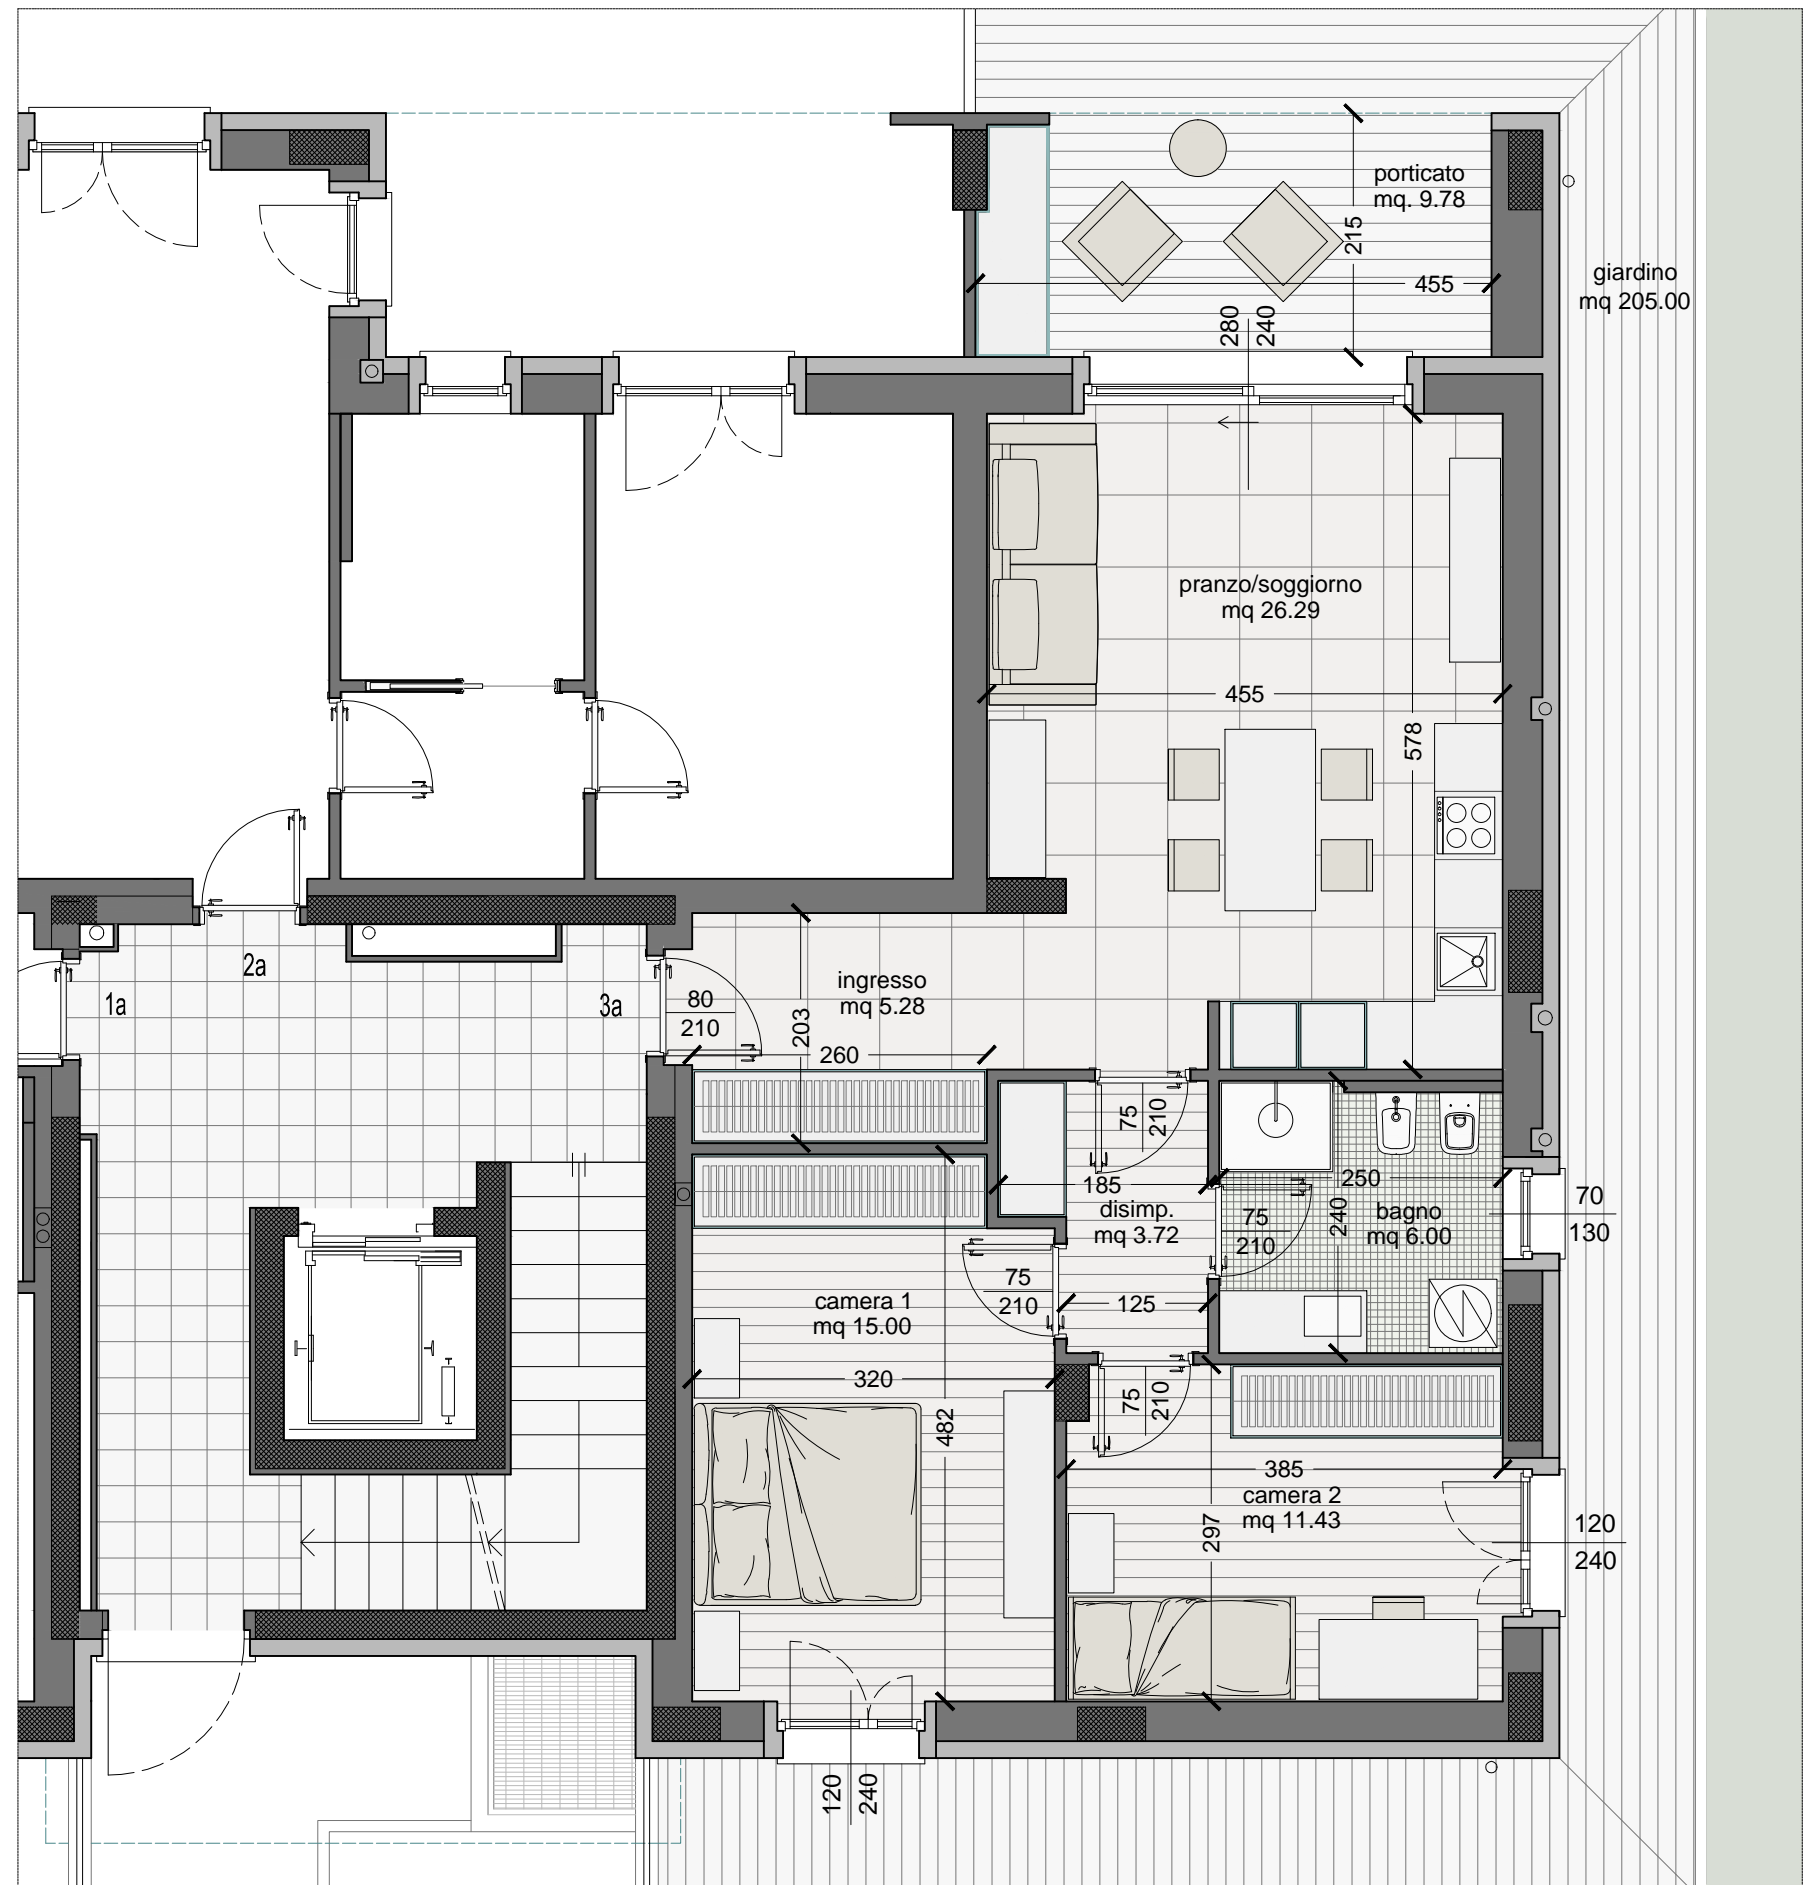 porticato
mq. 9.78
215
giardino
mq 205.00
455
280
240
pranzo/soggiorno
mq 26.29
455
578
2a
1a
3a
ingresso
mq 5.28
80
210
203
260
75
210
185
disimp.
mq 3.72
250
bagno
mq 6.00
240
75
210
70
130
75
210
125
camera 1
mq 15.00
320
482
75
210
385
camera 2
mq 11.43
297
120
240
120
240